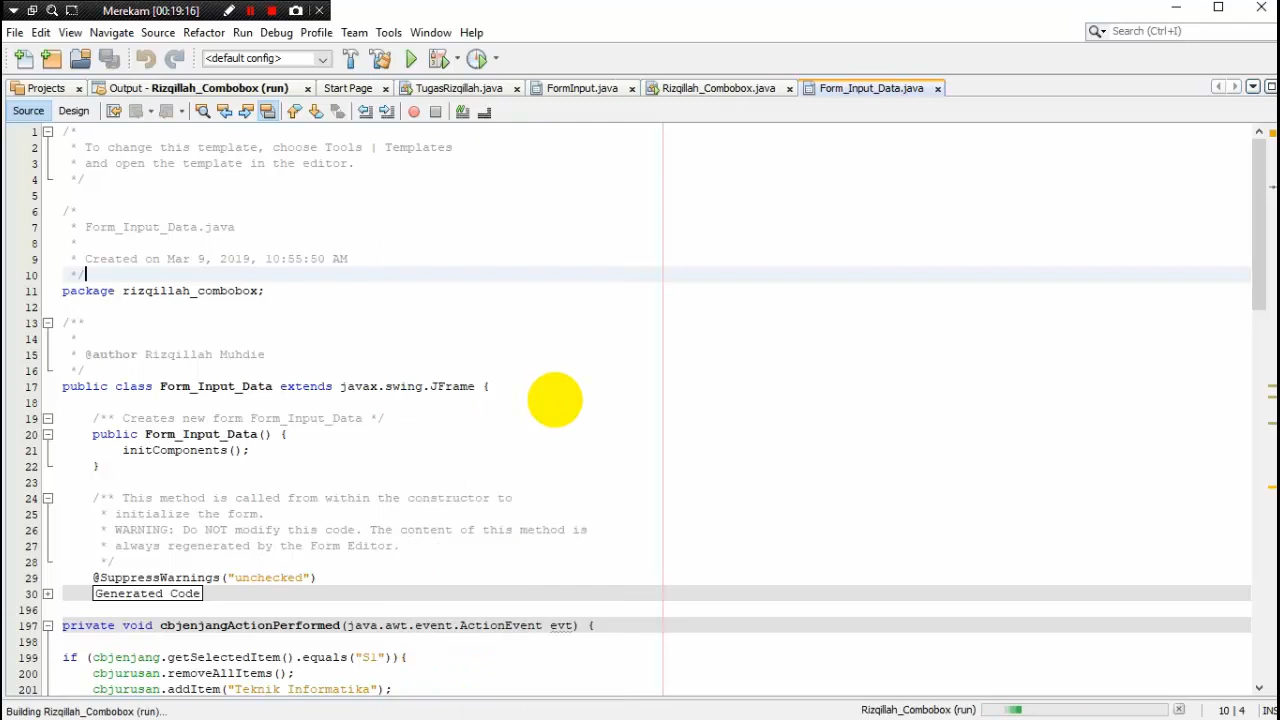 Merekam [00:19:16]
File Edit View Navigate Source Refactor Run Debug Profile Team Tools Window Help
Search (Ctrl+I)
<default config>
Projects Output - Rizqillah_Combobox (run) Start Page TugasRizqillah.java FormInput.java Rizqillah_Combobox.java Form_Input_Data.java
Source Design
1 /*
2 * To change this template, choose Tools | Templates
3 * and open the template in the editor.
4 */
5
6 /*
7 * Form_Input_Data.java
8 *
9 * Created on Mar 9, 2019, 10:55:50 AM
10 */
11 package rizqillah_combobox;
12
13 /**
14 *
15 * @author Rizqillah Muhdie
16 */
17 public class Form_Input_Data extends javax.swing.JFrame {
18
19 /** Creates new form Form_Input_Data */
20 public Form_Input_Data() {
21 initComponents();
22 }
23
24 /** This method is called from within the constructor to
25 * initialize the form.
26 * WARNING: Do NOT modify this code. The content of this method is
27 * always regenerated by the Form Editor.
28 */
29 @SuppressWarnings("unchecked")
30 Generated Code
196
197 private void cbjenjangActionPerformed(java.awt.event.ActionEvent evt) {
198
199 if (cbjenjang.getSelectedItem().equals("S1")){
200 cbjurusan.removeAllItems();
201 cbjurusan.addItem("Teknik Informatika");
Building Rizqillah_Combobox (run)... Rizqillah_Combobox (run) 10 | 4 INS